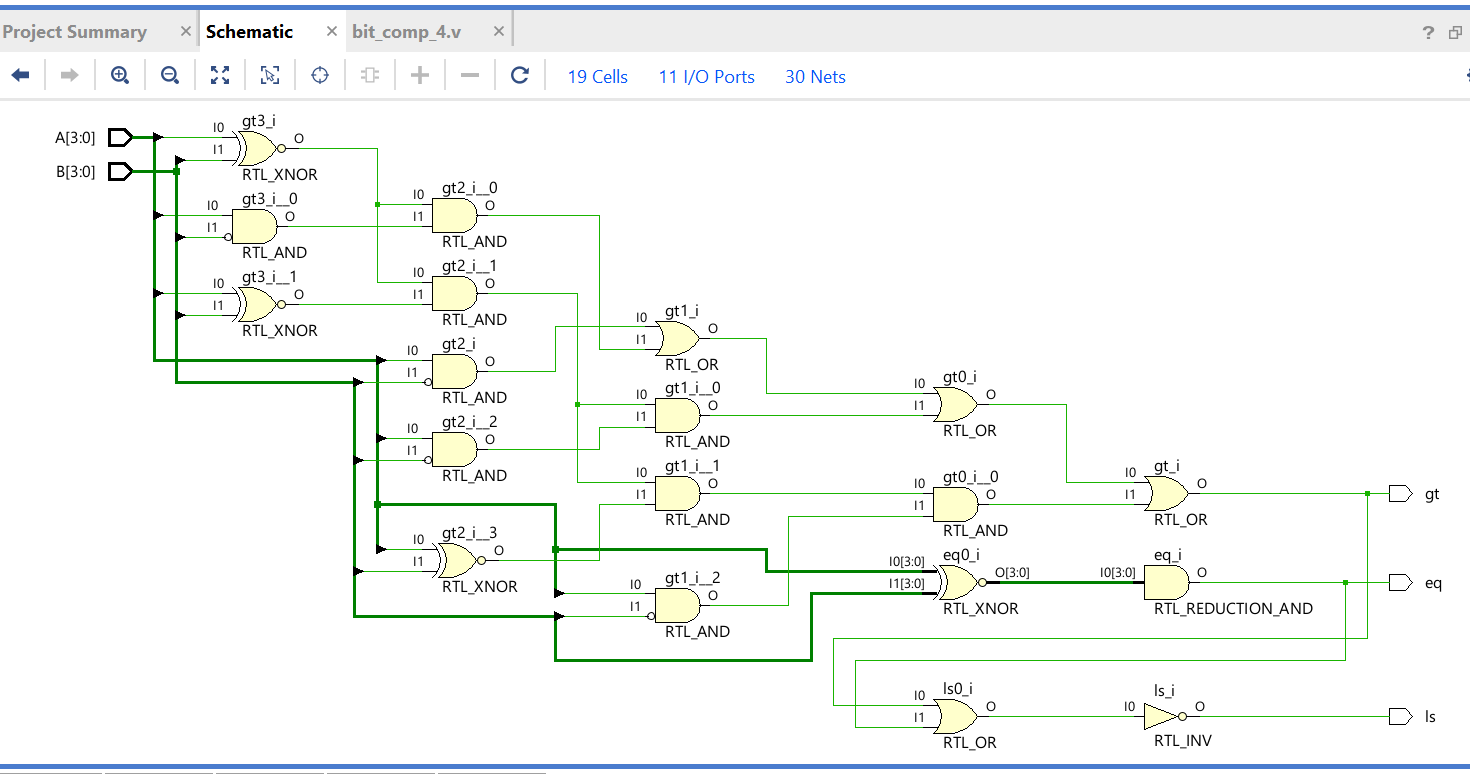 Project Summary × Schematic × bit_comp_4.v × ?
19 Cells 11 I/O Ports 30 Nets
gt3_i
I0 O
A[3:0]
I1
B[3:0] RTL_XNOR
gt2_i__0
gt3_i__0 I0 O
I0 O I1
I1
RTL_AND
RTL_AND
gt2_i__1
gt3_i__1 I0 O
I0 O I1
I1
RTL_AND
gt1_i
I0 O
RTL_XNOR
I1
gt2_i
I0 O
RTL_OR
I1
gt0_i
gt1_i__0 I0 O
RTL_AND I0 O I1
I1
gt2_i__2 RTL_OR
I0 O RTL_AND
I1
gt1_i__1 gt_i
RTL_AND I0 O gt0_i__0 I0 O
I1 I0 O I1 gt
I1
RTL_AND RTL_OR
gt2_i__3 RTL_AND
I0 O
I1 eq0_i eq_i
I0[3:0] O[3:0] I0[3:0] O
gt1_i__2 I1[3:0] eq
RTL_XNOR I0 O
I1 RTL_XNOR RTL_REDUCTION_AND
RTL_AND
ls0_i ls_i
I0 O I0 O
I1 ls
RTL_OR RTL_INV